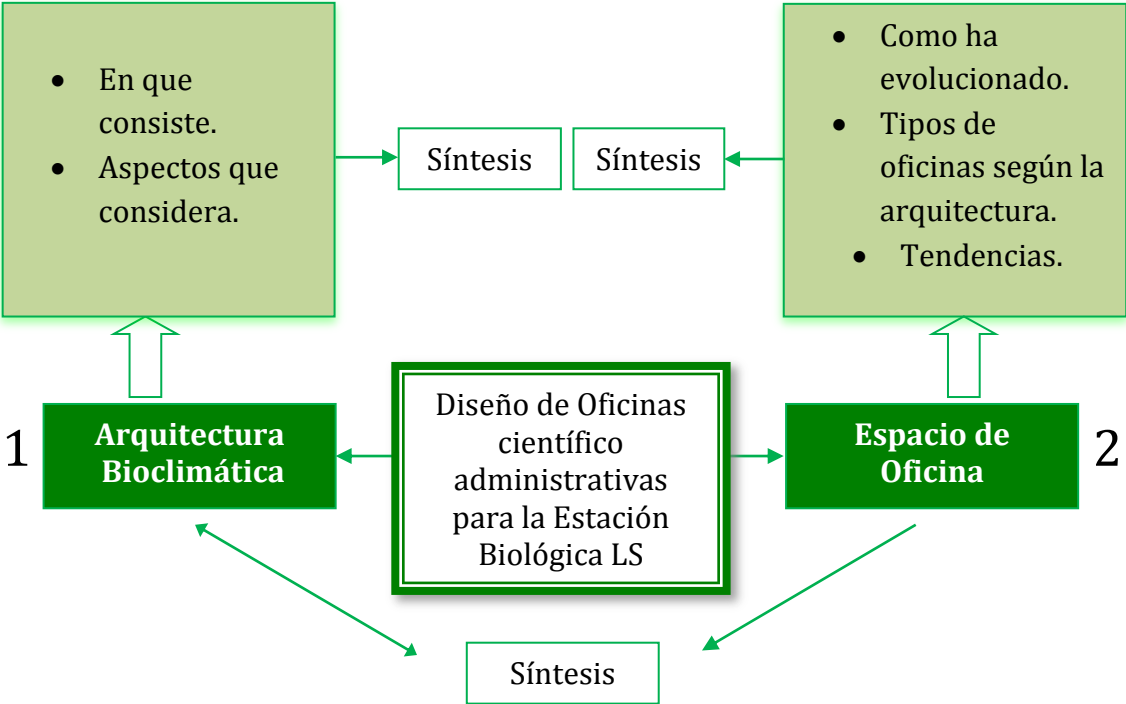 • En que
consiste.
• Aspectos que
considera.
Síntesis
Síntesis
• Como ha
evolucionado.
• Tipos de
oficinas según la
arquitectura.
• Tendencias.
1
Arquitectura
Bioclimática
Diseño de Oficinas
científico
administrativas
para la Estación
Biológica LS
Espacio de
Oficina
2
Síntesis